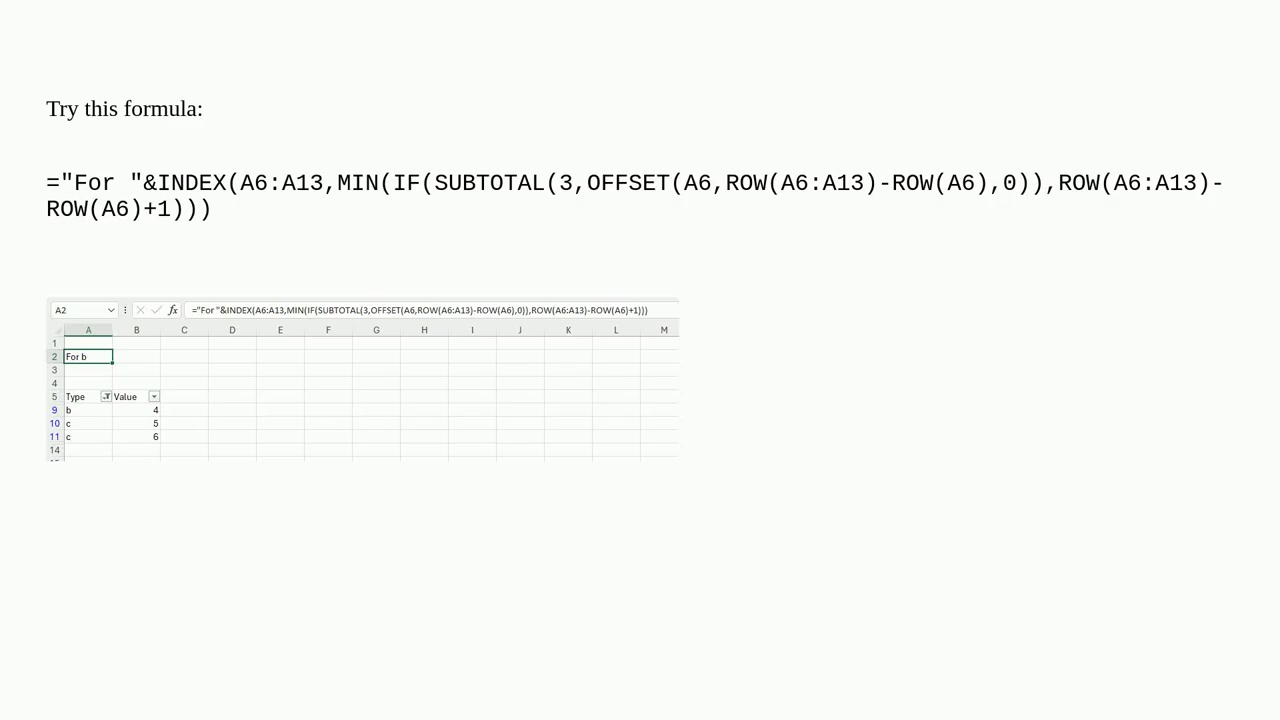 Try this formula:
="For "&INDEX(A6:A13,MIN(IF(SUBTOTAL(3,OFFSET(A6,ROW(A6:A13)-ROW(A6),0)),ROW(A6:A13)-
ROW(A6)+1)))
A2 fx ="For "&INDEX(A6:A13,MIN(IF(SUBTOTAL(3,OFFSET(A6,ROW(A6:A13)-ROW(A6),0)),ROW(A6:A13)-ROW(A6)+1)))
A B C D E F G H I J K L M
1
2 For b
3
4
5 Type Value
9 b 4
10 c 5
11 c 6
14